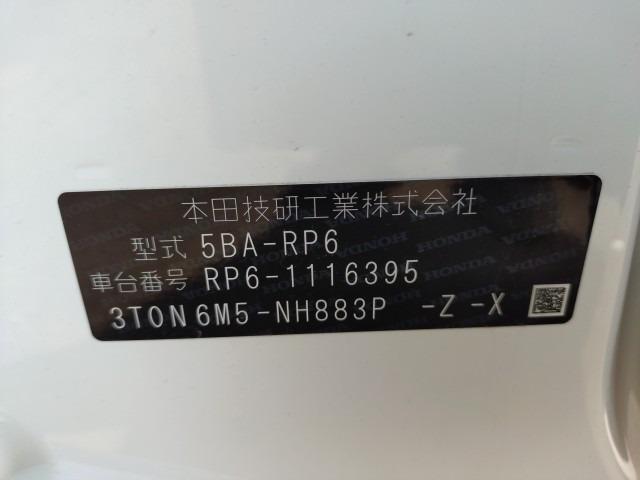 本田技研工業株式会社
型式 5BA-RP6
車台番号 RP6-1116395
3TON6M5-NH883P -Z -X